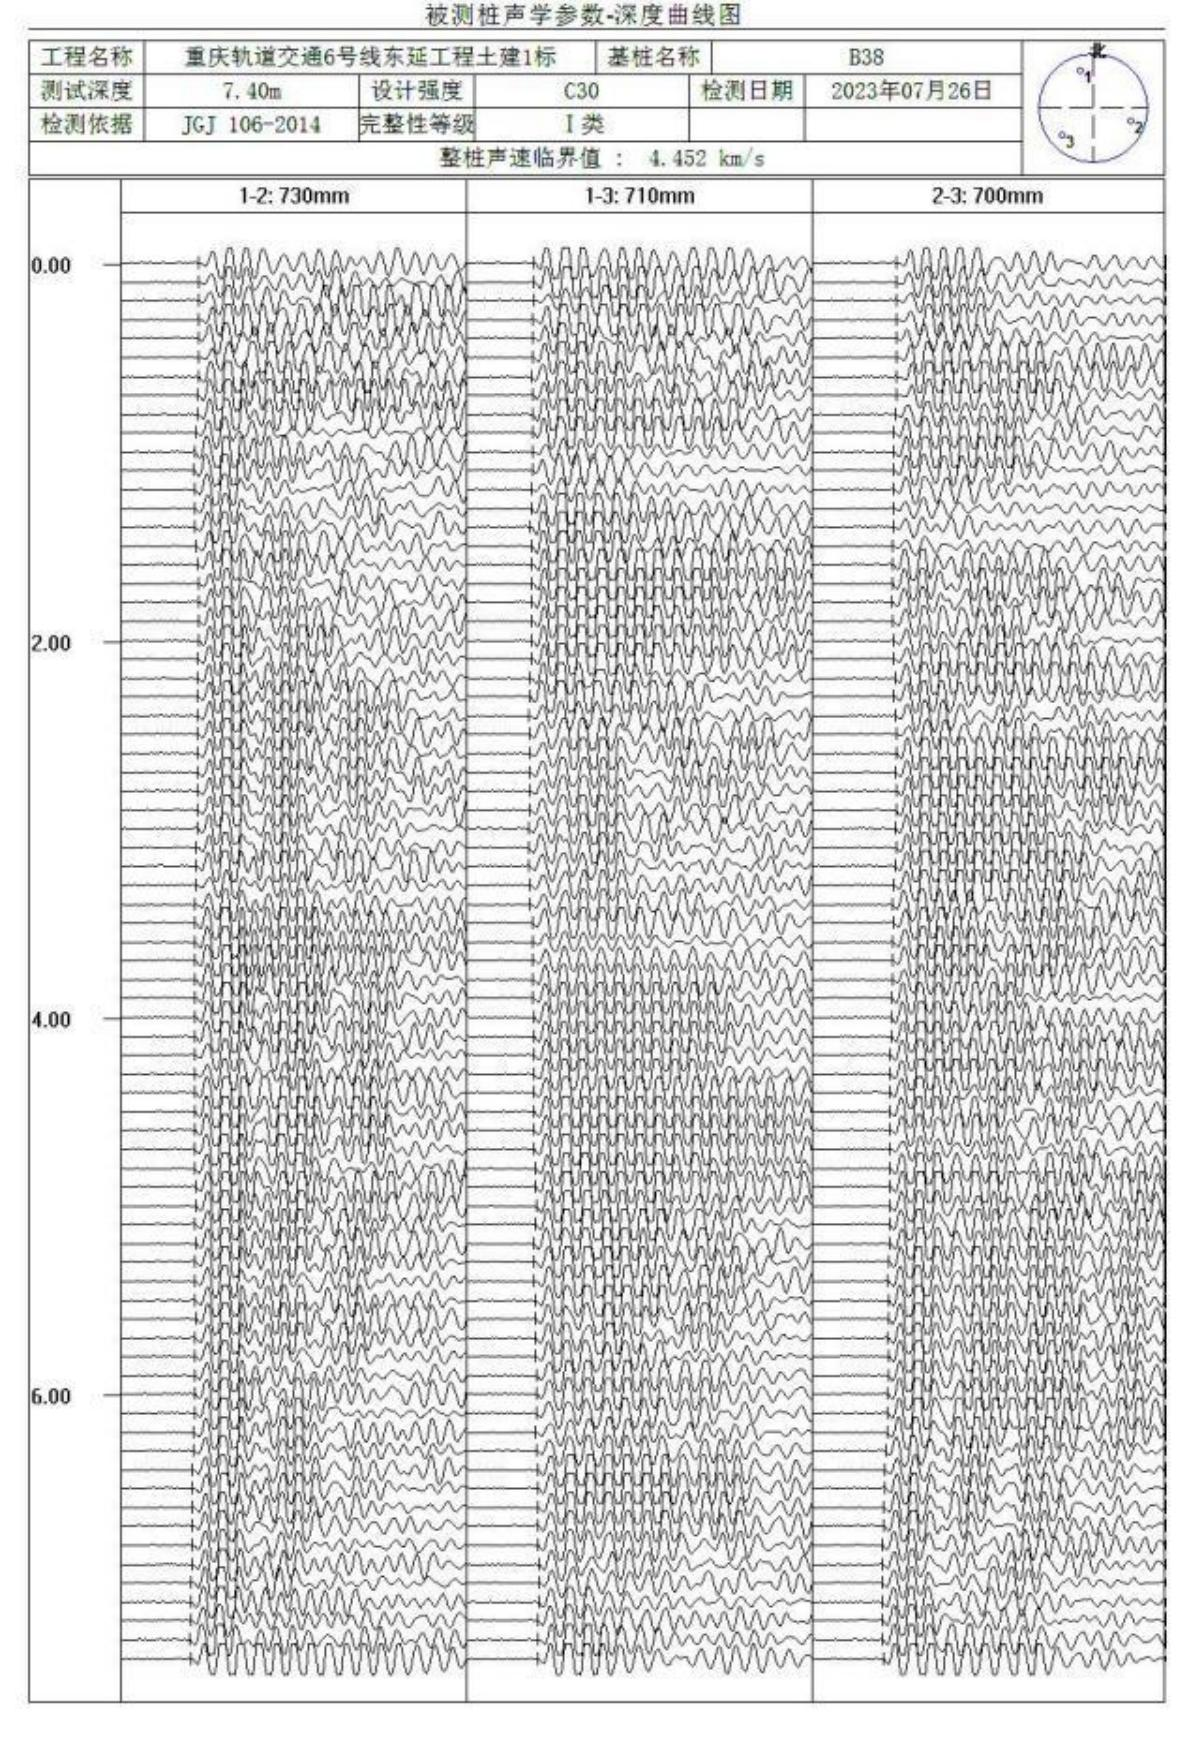 被测桩声学参数-深度曲线图
工程名称 重庆轨道交通6号线东延工程土建1标 基桩名称 B38
测试深度 7.40m 设计强度 C30 检测日期 2023年07月26日
检测依据 JGJ 106-2014 完整性等级 I 类
整桩声速临界值 : 4.452 km/s
北
1
2
3
1-2: 730mm 1-3: 710mm 2-3: 700mm
0.00
2.00
4.00
6.00